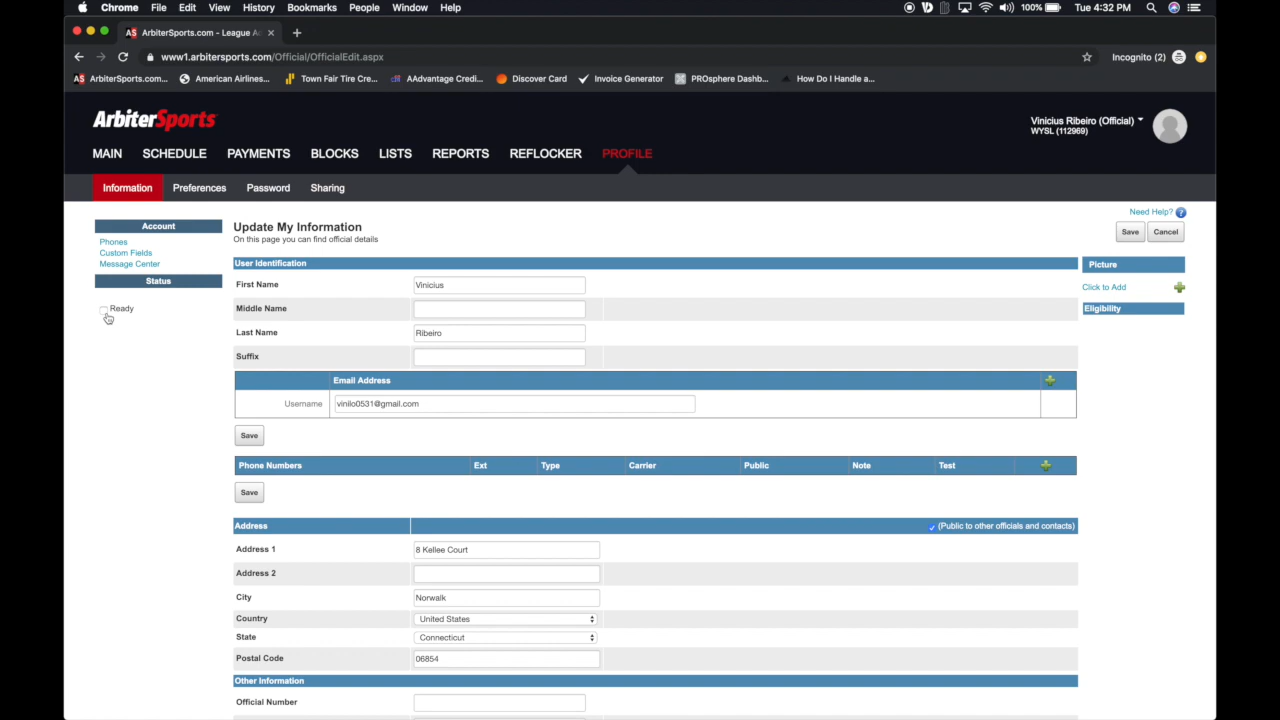 Chrome File Edit View History Bookmarks People Window Help 100% Tue 4:32 PM
ArbiterSports.com - League Ad
www1.arbitersports.com/Official/OfficialEdit.aspx Incognito (2)
ArbiterSports.com... American Airlines... Town Fair Tire Cre... AAdvantage Credi... Discover Card Invoice Generator PROsphere Dashb... How Do I Handle a...
ArbiterSports
Vinicius Ribeiro (Official)
WYSL (112969)
MAIN SCHEDULE PAYMENTS BLOCKS LISTS REPORTS REFLOCKER PROFILE
Information Preferences Password Sharing
Need Help? ?
Account
Phones
Custom Fields
Message Center
Status
Ready
Update My Information
On this page you can find official details
Save Cancel
User Identification
First Name Vinicius
Middle Name
Last Name Ribeiro
Suffix
Email Address
Username vinilo0531@gmail.com
Save
Phone Numbers Ext Type Carrier Public Note Test
Save
Address (Public to other officials and contacts)
Address 1 8 Kellee Court
Address 2
City Norwalk
Country United States
State Connecticut
Postal Code 06854
Other Information
Official Number
Picture
Click to Add
Eligibility